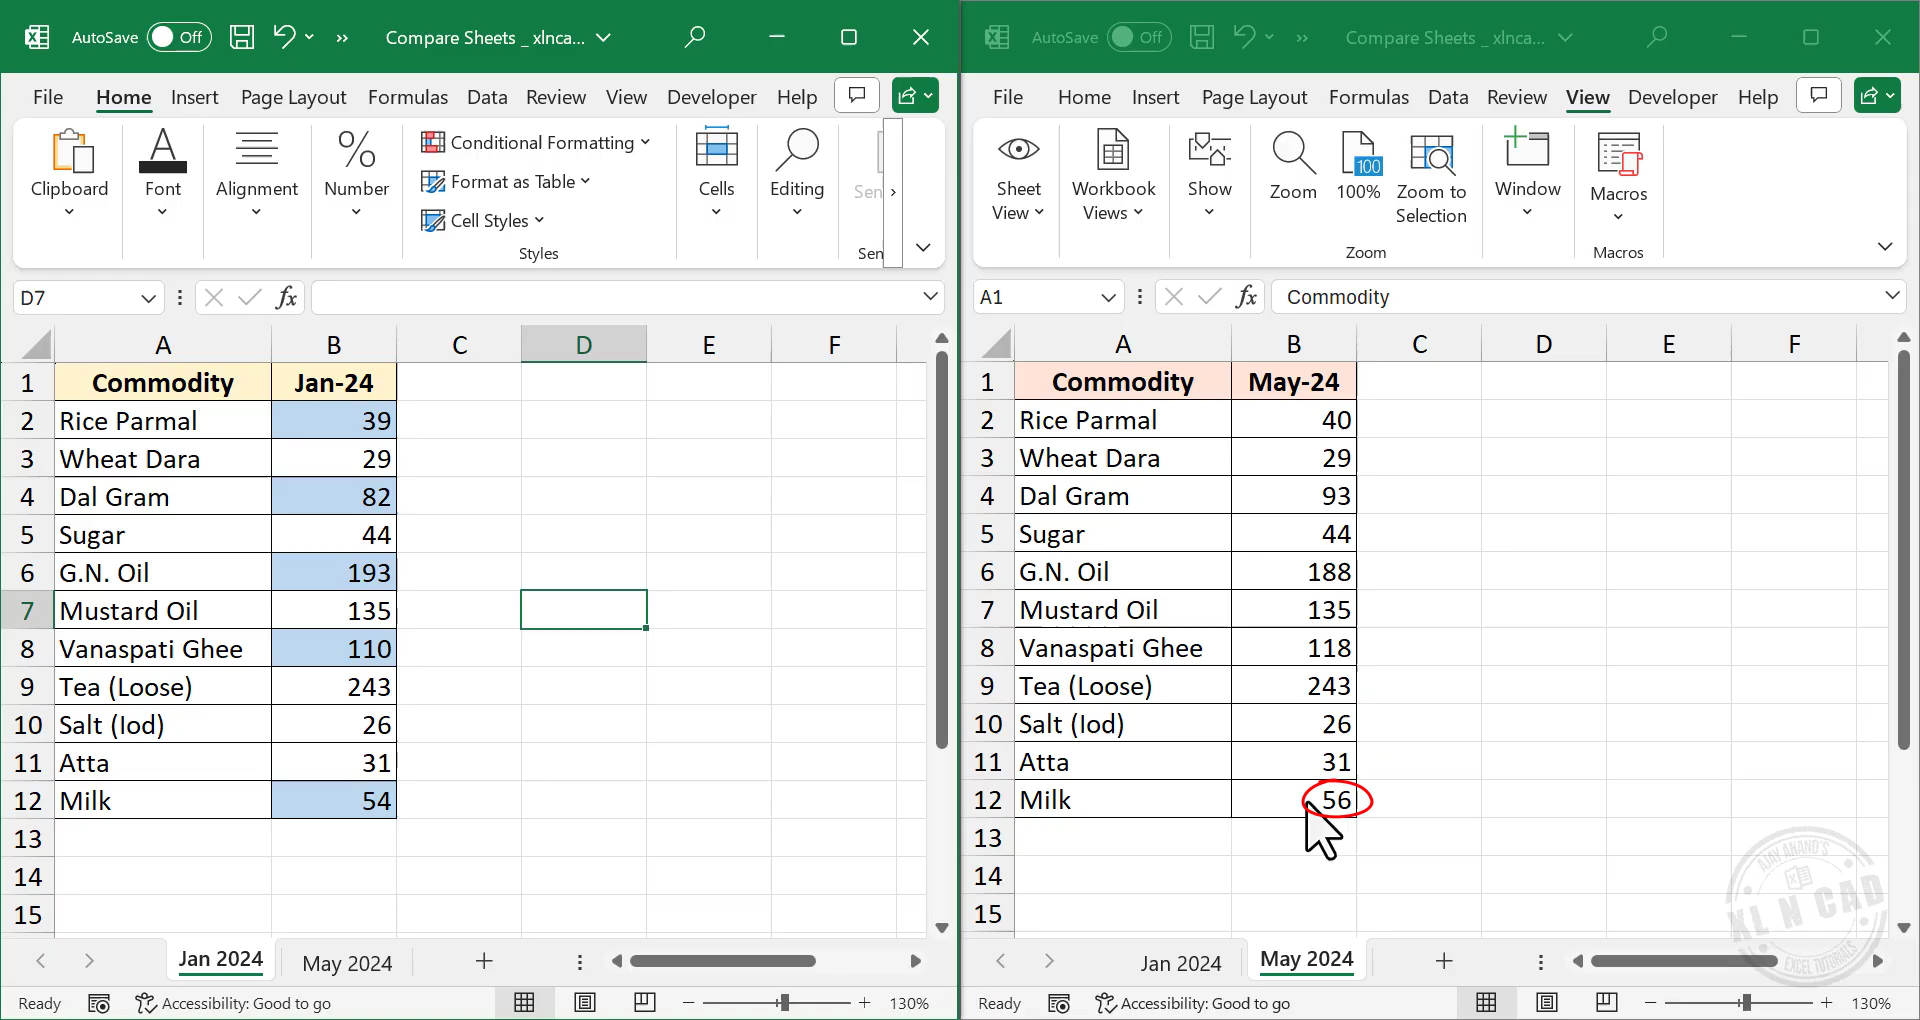 AutoSave Off » Compare Sheets _ xlnca...
File Home Insert Page Layout Formulas Data Review View Developer Help
Clipboard Font Alignment Number
Conditional Formatting
Format as Table
Cell Styles
Styles
Cells Editing Sen
Sen
D7 fx
A B C D E F
1 Commodity Jan-24
2 Rice Parmal 39
3 Wheat Dara 29
4 Dal Gram 82
5 Sugar 44
6 G.N. Oil 193
7 Mustard Oil 135
8 Vanaspati Ghee 110
9 Tea (Loose) 243
10 Salt (Iod) 26
11 Atta 31
12 Milk 54
13
14
15
Jan 2024 May 2024 +
Ready Accessibility: Good to go − + 130%
AutoSave Off » Compare Sheets _ xlnca...
File Home Insert Page Layout Formulas Data Review View Developer Help
Sheet View
Workbook Views
Show
Zoom
100
100%
Zoom to Selection
Zoom
Window
Macros
Macros
A1 fx Commodity
A B C D E F
1 Commodity May-24
2 Rice Parmal 40
3 Wheat Dara 29
4 Dal Gram 93
5 Sugar 44
6 G.N. Oil 188
7 Mustard Oil 135
8 Vanaspati Ghee 118
9 Tea (Loose) 243
10 Salt (Iod) 26
11 Atta 31
12 Milk 56
13
14
15
Jan 2024 May 2024 +
Ready Accessibility: Good to go − + 130%
AJAY ANAND'S
XL N CAD
EXCEL TUTORIALS